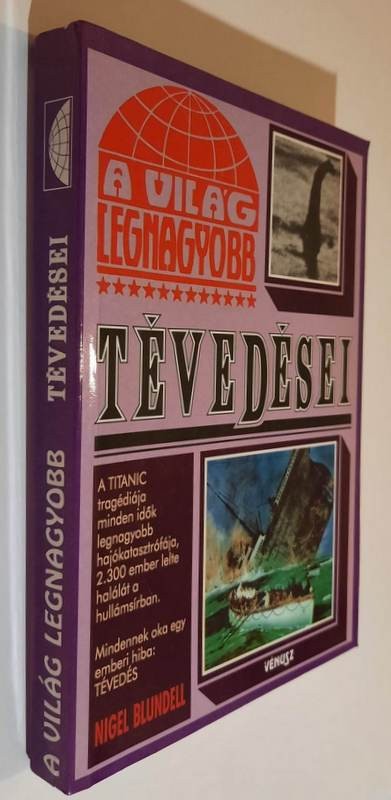 A VILÁG LEGNAGYOBB TÉVEDÉSEI
A VILÁG
LEGNAGYOBB
TÉVEDÉSEI
A TITANIC
tragédiája
minden idők
legnagyobb
hajókatasztrófája,
2.300 ember lelte
halálát a
hullámsírban.
Mindennek oka egy
emberi hiba:
TÉVEDÉS
NIGEL BLUNDELL
VÉNUSZ